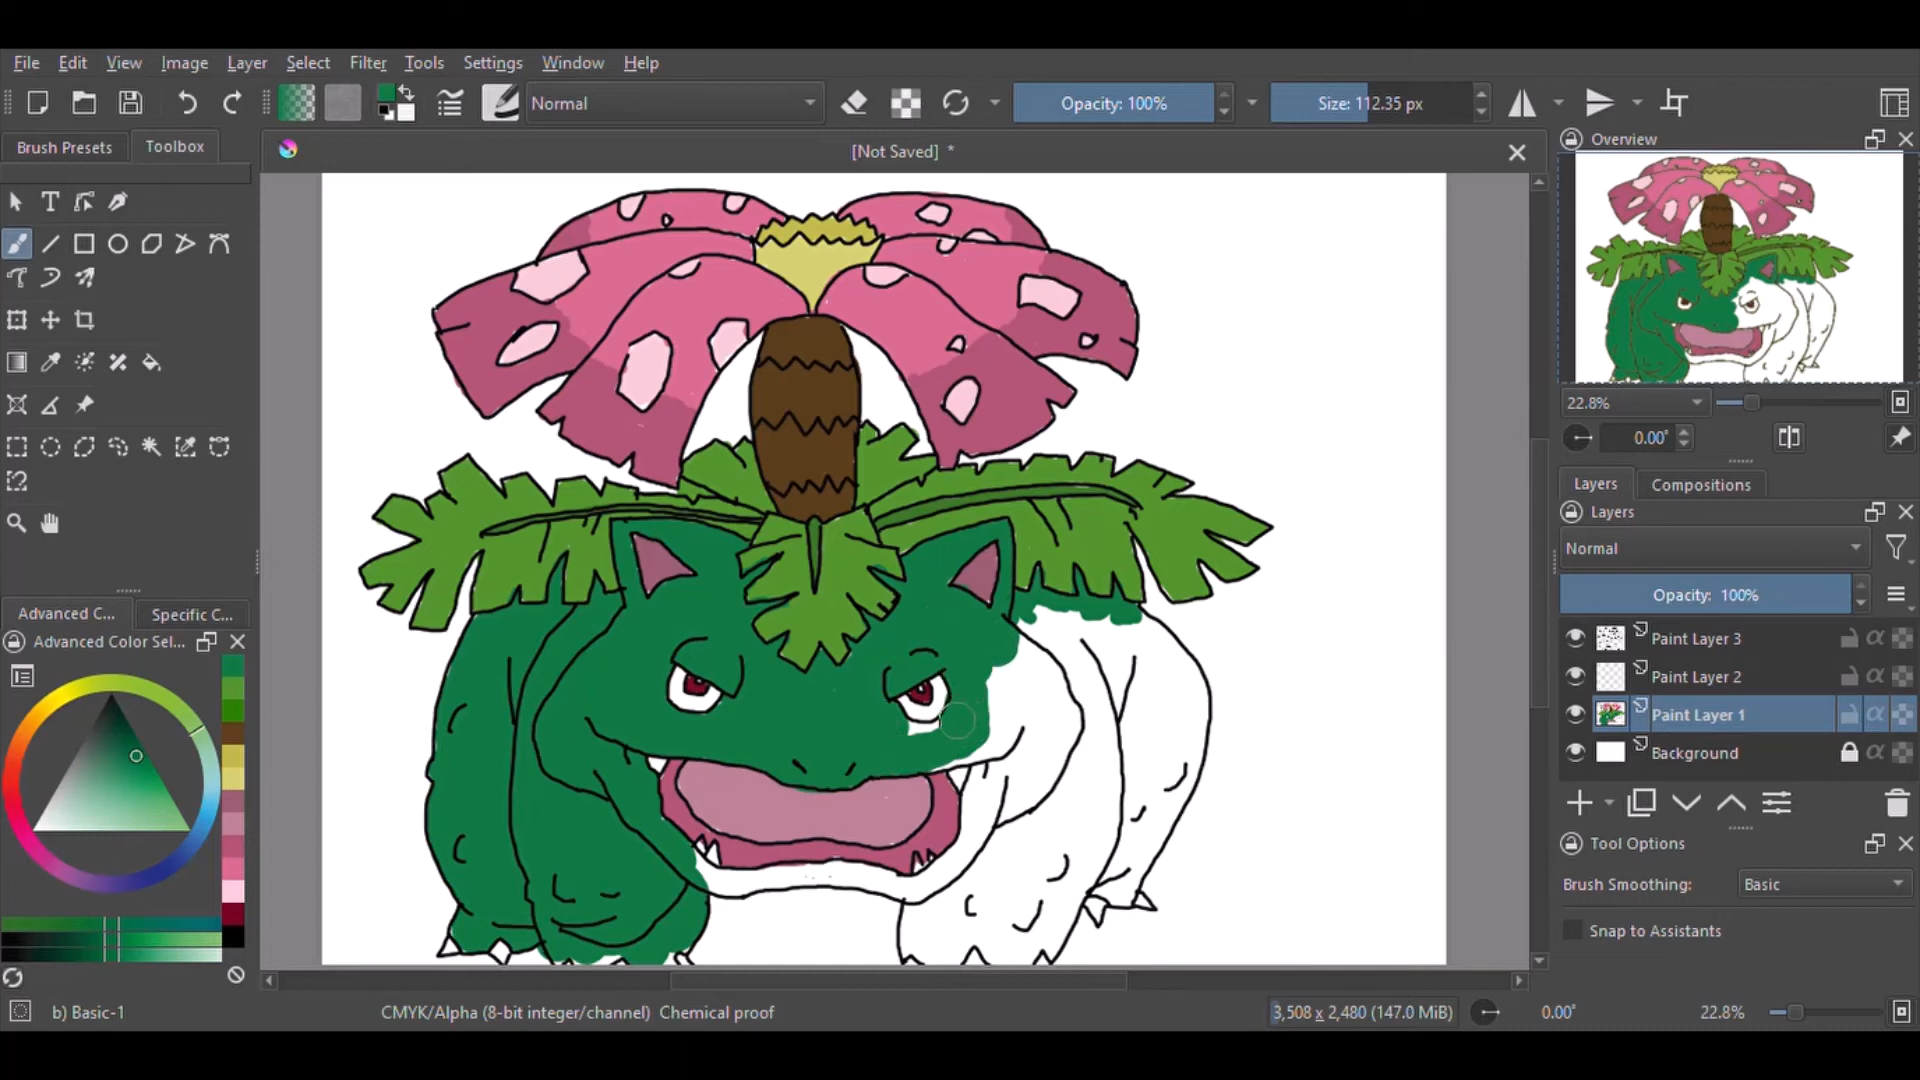 File Edit View Image Layer Select Filter Tools Settings Window Help
Normal Opacity: 100% Size: 112.35 px
Brush Presets Toolbox
[Not Saved] *
Overview
22.8%
0.00°
Layers Compositions
Layers
Normal
Opacity: 100%
Paint Layer 3
Paint Layer 2
Paint Layer 1
Background
Tool Options
Brush Smoothing: Basic
Snap to Assistants
Advanced C... Specific C...
Advanced Color Sel...
b) Basic-1 CMYK/Alpha (8-bit integer/channel) Chemical proof 3,508 x 2,480 (147.0 MiB) 0.00° 22.8%